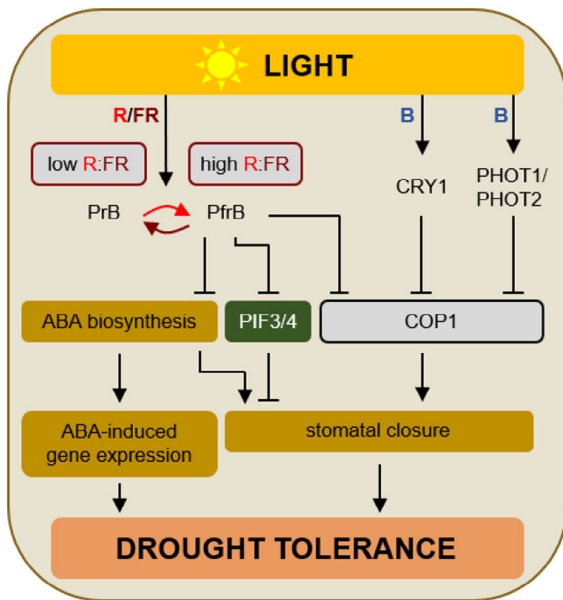 LIGHT
R/FR
B
B
low R:FR
high R:FR
PrB
PfrB
CRY1
PHOT1/
PHOT2
ABA biosynthesis
PIF3/4
COP1
ABA-induced
gene expression
stomatal closure
DROUGHT TOLERANCE